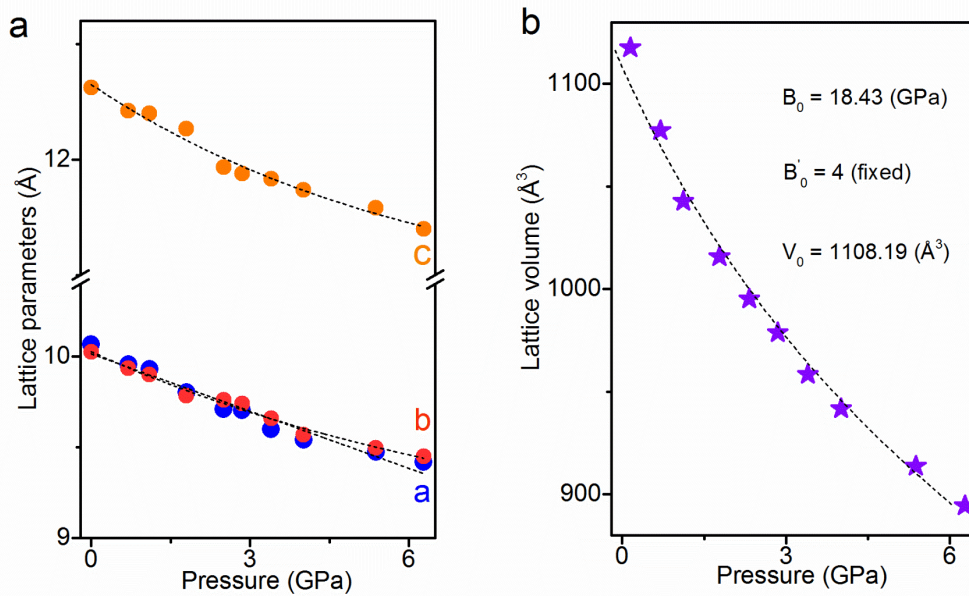 a
Lattice parameters (Å)
12
10
9
c
b
a
0
3
6
Pressure (GPa)
b
Lattice volume (Å³)
1100
1000
900
B₀ = 18.43 (GPa)
B₀' = 4 (fixed)
V₀ = 1108.19 (Å³)
0
3
6
Pressure (GPa)